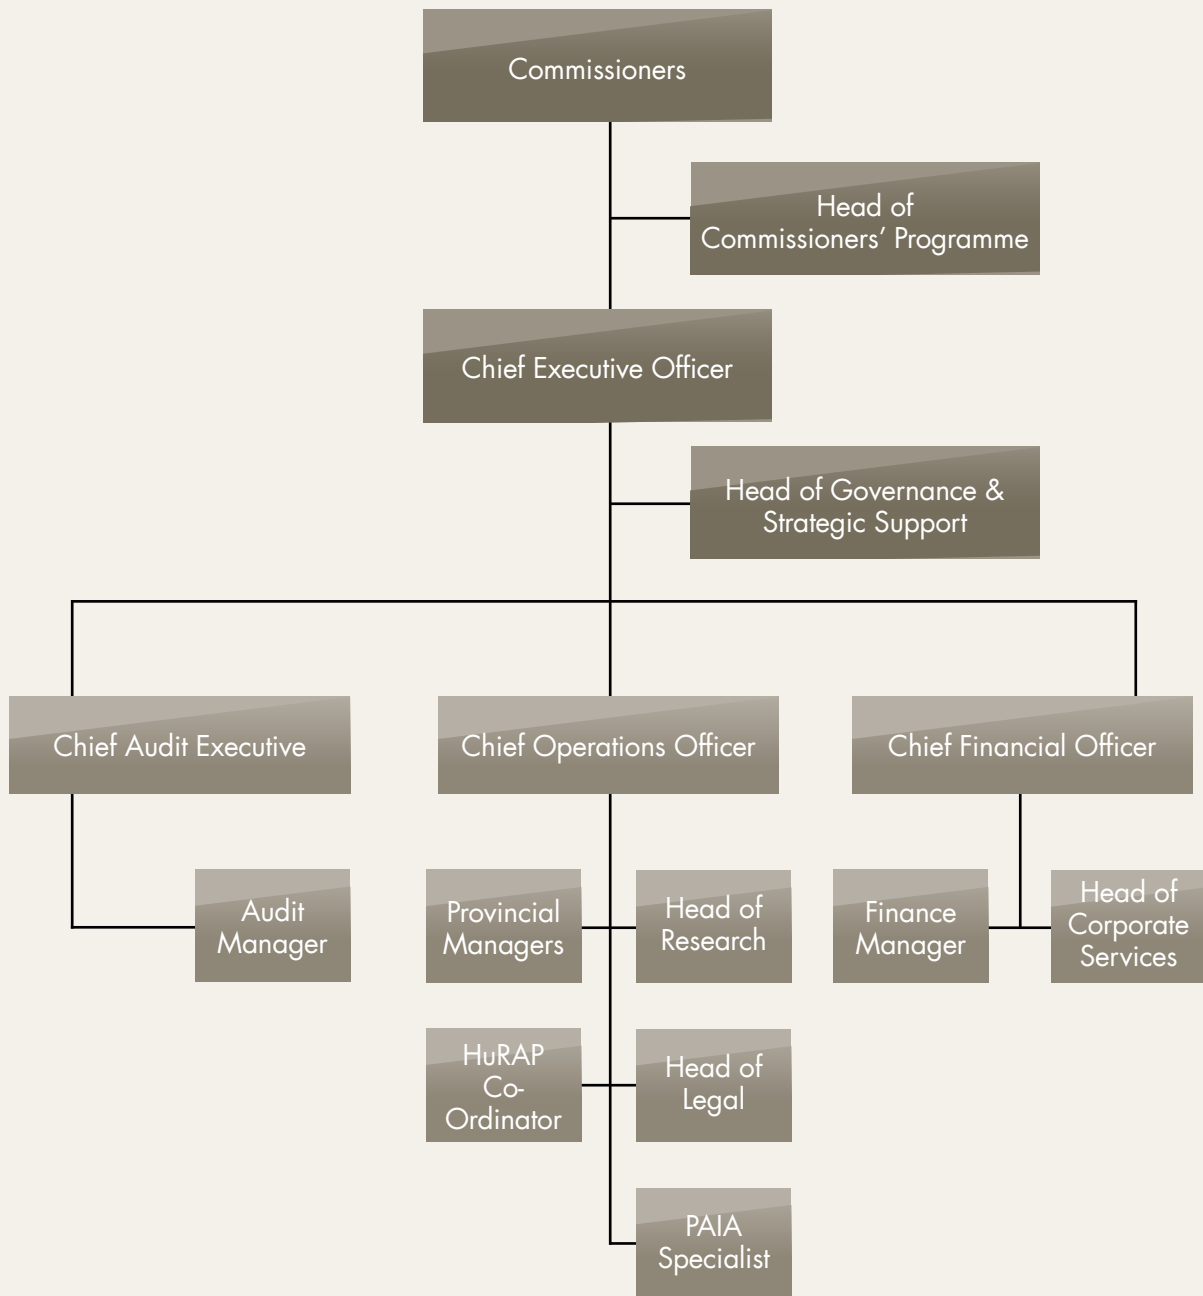 Commissioners
Head of
Commissioners’ Programme
Chief Executive Officer
Head of Governance &
Strategic Support
Chief Audit Executive
Chief Operations Officer
Chief Financial Officer
Audit
Manager
Provincial
Managers
Head of
Research
Finance
Manager
Head of
Corporate
Services
HuRAP
Co-
Ordinator
Head of
Legal
PAIA
Specialist